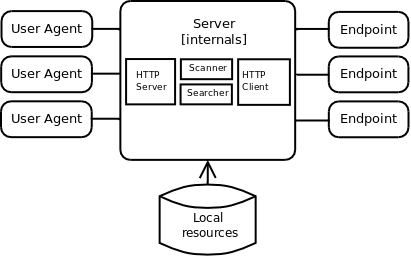 User Agent
User Agent
User Agent
Server
[internals]
HTTP
Server
Scanner
Searcher
HTTP
Client
Endpoint
Endpoint
Endpoint
Local
resources